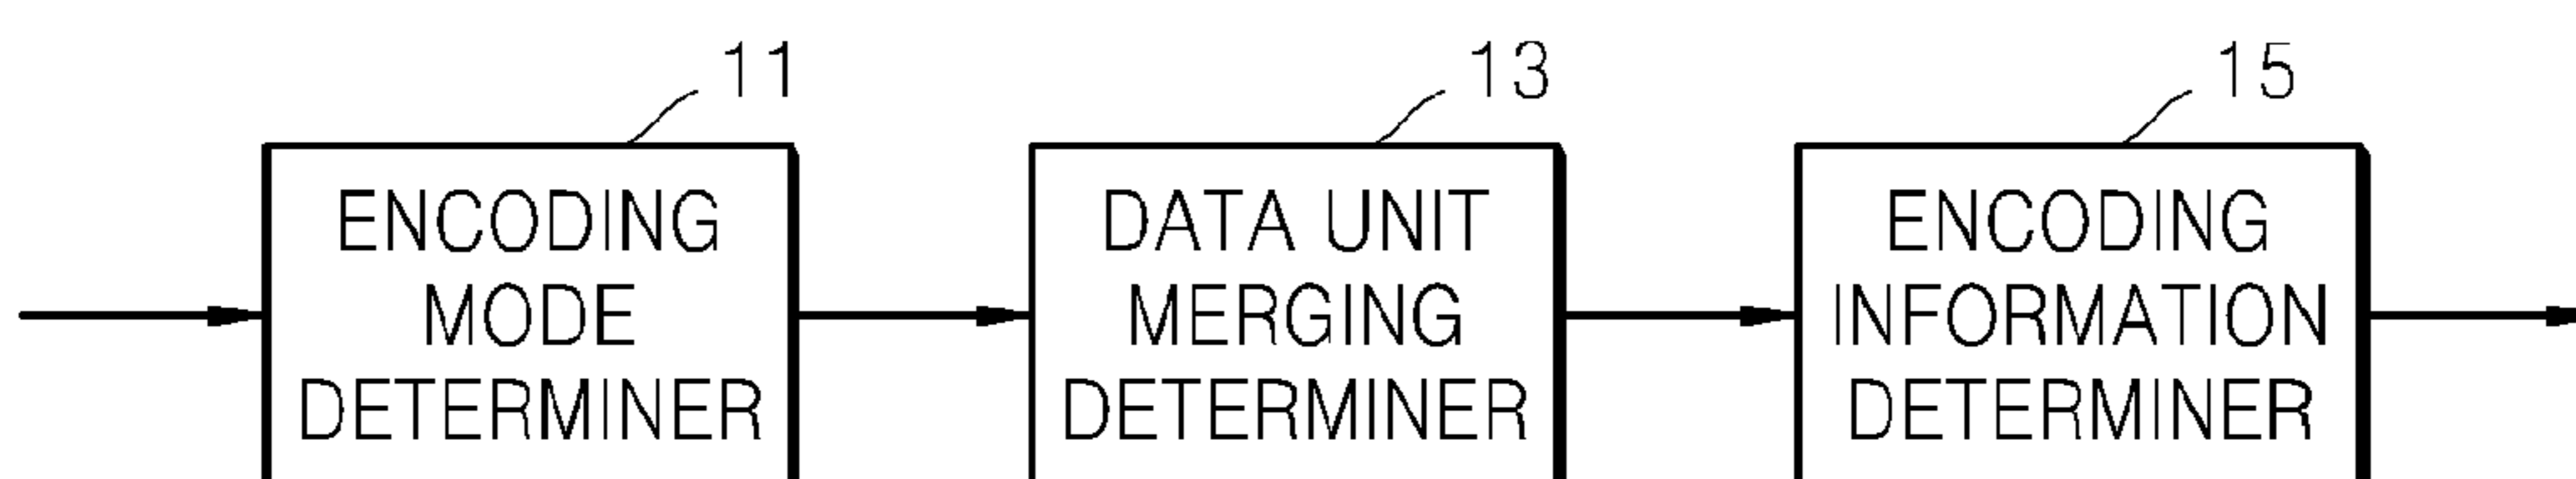 11
13
15
ENCODING
MODE
DETERMINER
DATA UNIT
MERGING
DETERMINER
ENCODING
INFORMATION
DETERMINER